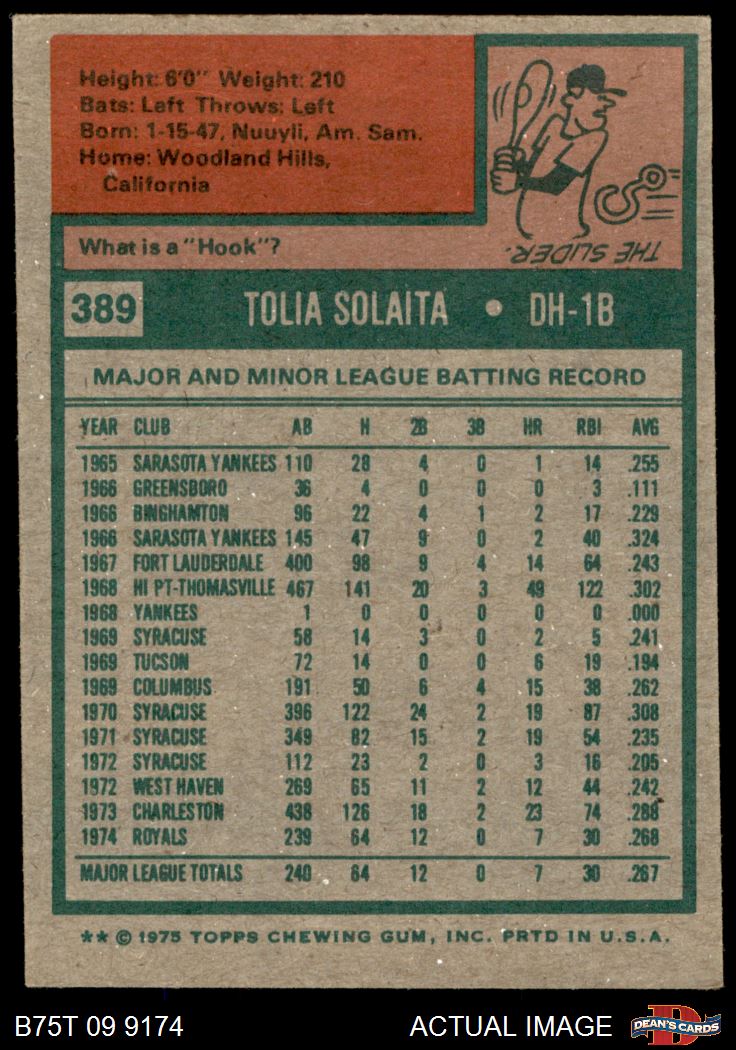 Height: 6'0" Weight: 210
Bats: Left Throws: Left
Born: 1-15-47, Nuuyli, Am. Sam.
Home: Woodland Hills,
California
What is a "Hook"?
THE SLIDER.
389 TOLIA SOLAITA • DH-1B
MAJOR AND MINOR LEAGUE BATTING RECORD
YEAR CLUB AB H 2B 3B HR RBI AVG
1965 SARASOTA YANKEES 110 28 4 0 1 14 .255
1966 GREENSBORO 36 4 0 0 0 3 .111
1966 BINGHAMTON 96 22 4 1 2 17 .229
1966 SARASOTA YANKEES 145 47 9 0 2 40 .324
1967 FORT LAUDERDALE 400 98 9 4 14 64 .243
1968 HI PT-THOMASVILLE 467 141 20 3 49 122 .302
1968 YANKEES 1 0 0 0 0 0 .000
1969 SYRACUSE 58 14 3 0 2 5 .241
1969 TUCSON 72 14 0 0 6 19 .194
1969 COLUMBUS 191 50 6 4 15 38 .262
1970 SYRACUSE 396 122 24 2 19 87 .308
1971 SYRACUSE 349 82 15 2 19 54 .235
1972 SYRACUSE 112 23 2 0 3 16 .205
1972 WEST HAVEN 269 65 11 2 12 44 .242
1973 CHARLESTON 438 126 18 2 23 74 .288
1974 ROYALS 239 64 12 0 7 30 .268
MAJOR LEAGUE TOTALS 240 64 12 0 7 30 .267
** © 1975 TOPPS CHEWING GUM, INC. PRTD IN U.S.A.
B75T 09 9174 ACTUAL IMAGE DEAN'S CARDS